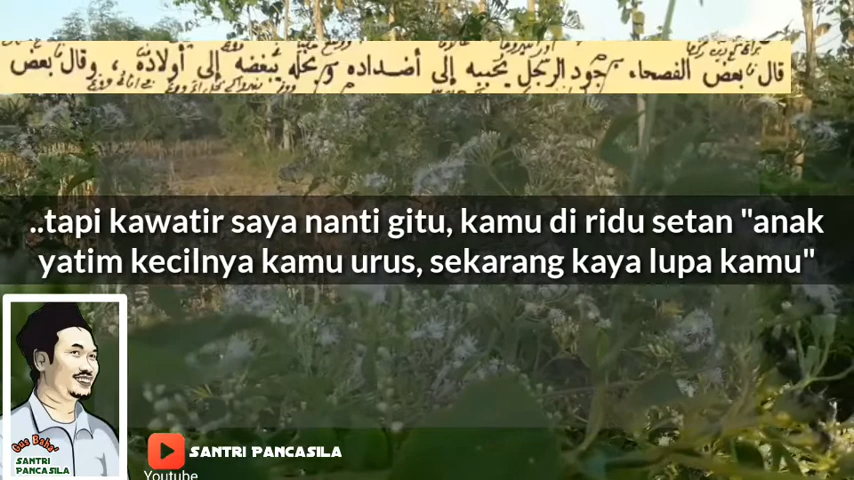 SANTRI PANCASILA
قال بعض الفصحاء جود الرجل يحببه إلى أضداده وبخله يبغضه إلى أولاده ، وقال بعض
..tapi kawatir saya nanti gitu, kamu di ridu setan "anak
yatim kecilnya kamu urus, sekarang kaya lupa kamu"
Gus Baha'
SANTRI
PANCASILA
SANTRI PANCASILA
Youtube